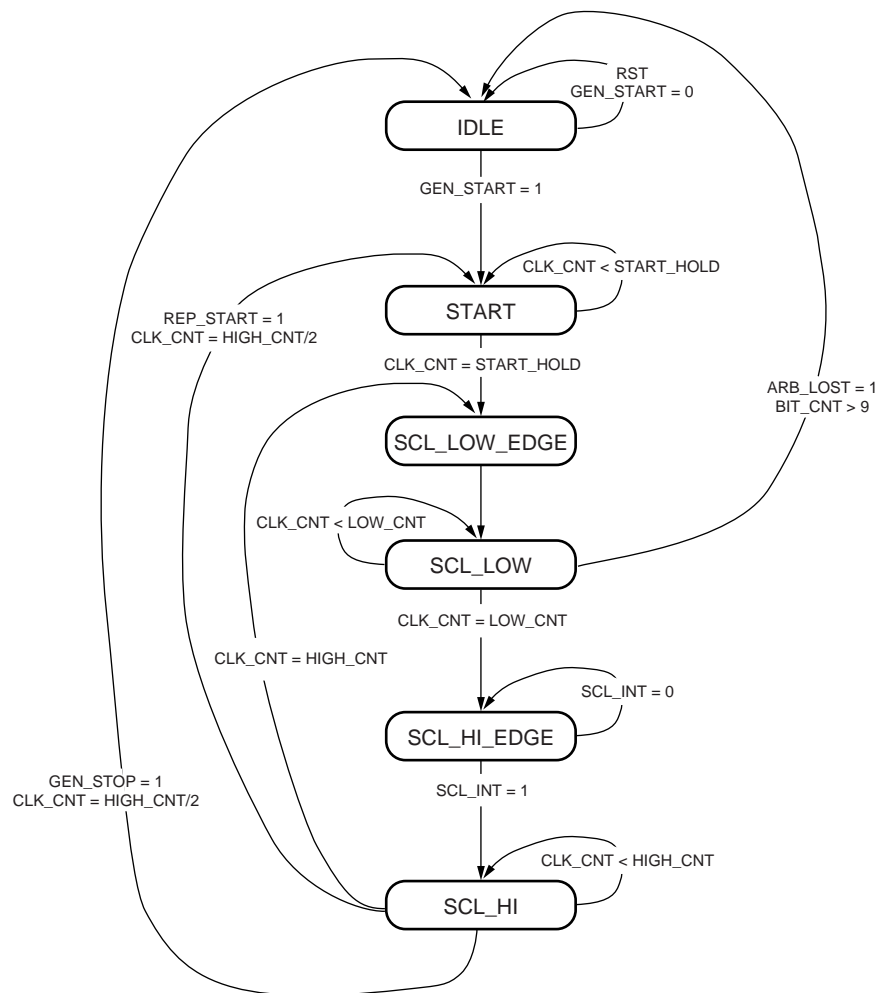 RST
GEN_START = 0
IDLE
GEN_START = 1
CLK_CNT < START_HOLD
START
REP_START = 1
CLK_CNT = HIGH_CNT/2
CLK_CNT = START_HOLD
ARB_LOST = 1
BIT_CNT > 9
SCL_LOW_EDGE
CLK_CNT < LOW_CNT
SCL_LOW
CLK_CNT = LOW_CNT
CLK_CNT = HIGH_CNT
SCL_INT = 0
SCL_HI_EDGE
GEN_STOP = 1
CLK_CNT = HIGH_CNT/2
SCL_INT = 1
CLK_CNT < HIGH_CNT
SCL_HI